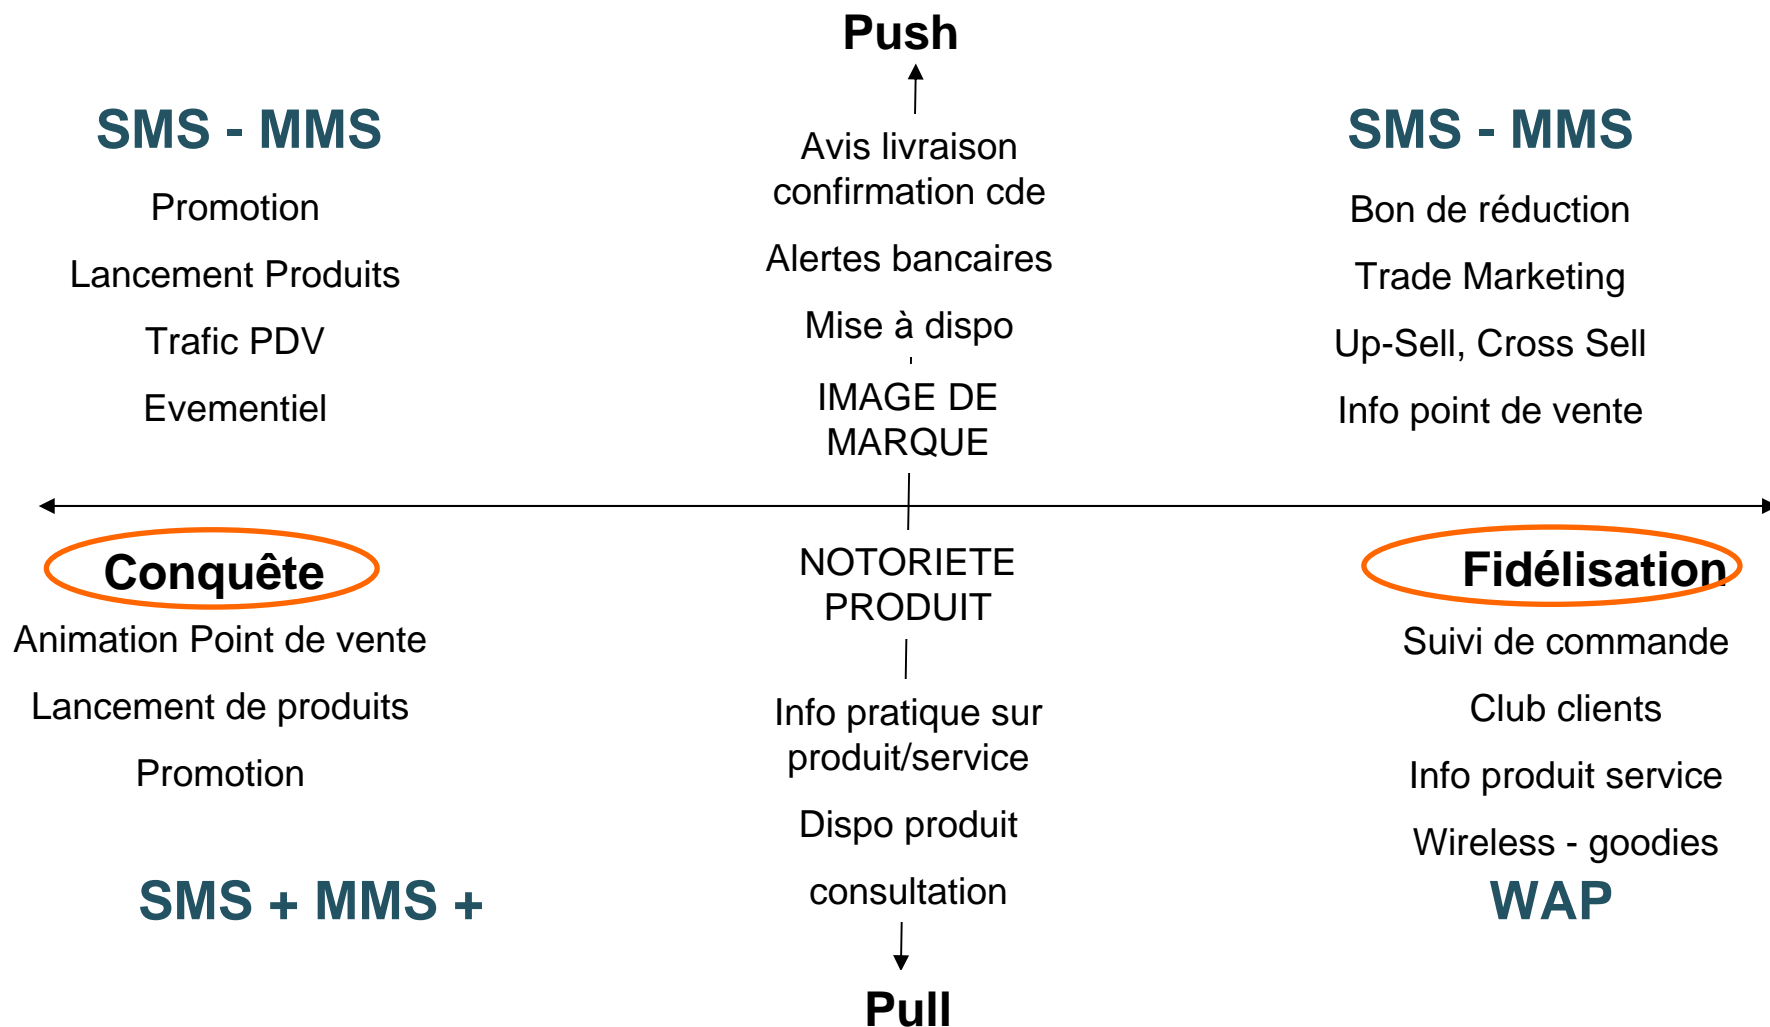 Push
SMS - MMS
Promotion
Lancement Produits
Trafic PDV
Evementiel
Avis livraison
confirmation cde
Alertes bancaires
Mise à dispo
IMAGE DE
MARQUE
SMS - MMS
Bon de réduction
Trade Marketing
Up-Sell, Cross Sell
Info point de vente
Conquête
Animation Point de vente
Lancement de produits
Promotion
SMS + MMS +
NOTORIETE
PRODUIT
Info pratique sur
produit/service
Dispo produit
consultation
Fidélisation
Suivi de commande
Club clients
Info produit service
Wireless - goodies
WAP
Pull